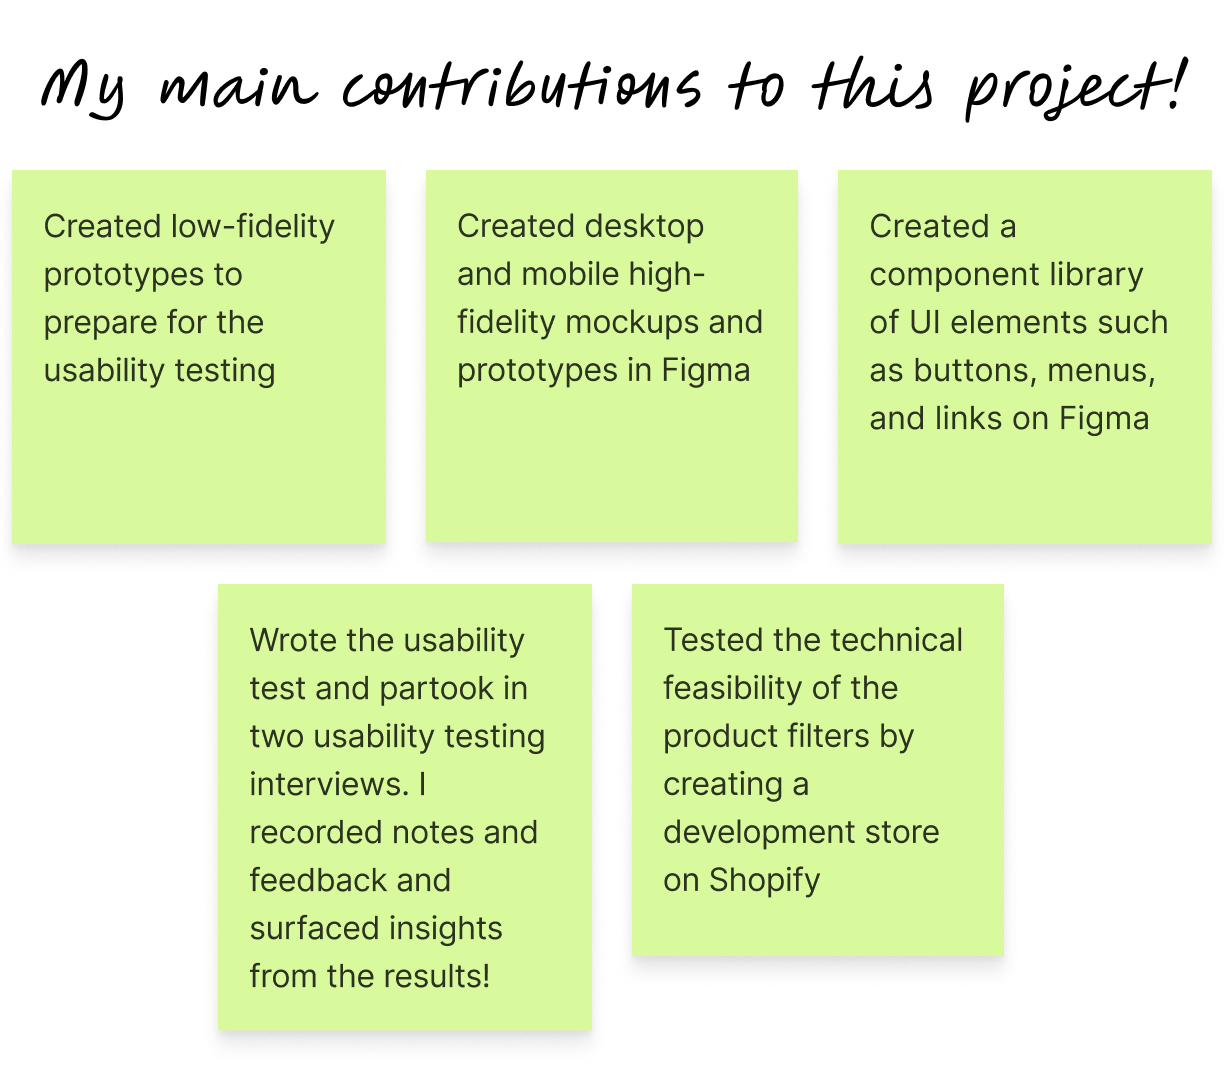 My main contributions to this project!
Created low-fidelity
prototypes to
prepare for the
usability testing
Created desktop
and mobile high-
fidelity mockups and
prototypes in Figma
Created a
component library
of UI elements such
as buttons, menus,
and links on Figma
Wrote the usability
test and partook in
two usability testing
interviews. I
recorded notes and
feedback and
surfaced insights
from the results!
Tested the technical
feasibility of the
product filters by
creating a
development store
on Shopify